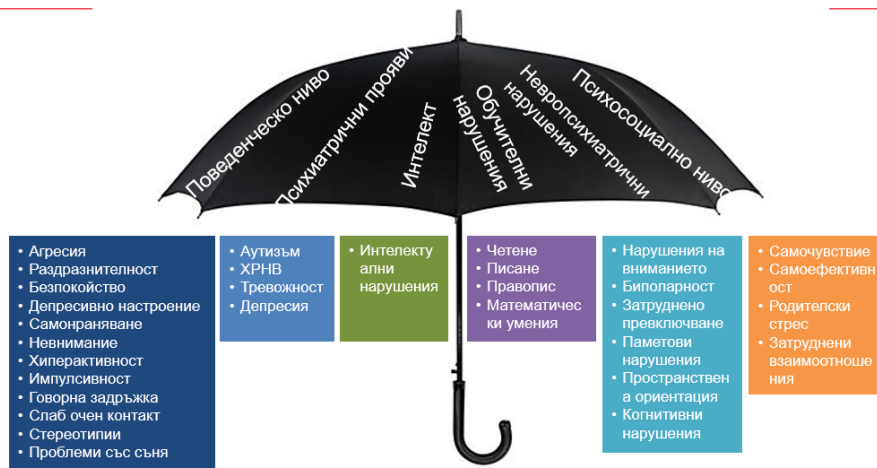 Поведенческо ниво
Психиатрични прояви
Интелект
Обучителни
нарушения
Невропсихиатрични
нарушения
Психосоциално ниво
• Агресия
• Раздразнителност
• Безпокойство
• Депресивно настроение
• Самонараняване
• Невнимание
• Хиперактивност
• Импулсивност
• Говорна задръжка
• Слаб очен контакт
• Стереотипии
• Проблеми със съня
• Аутизъм
• ХРНВ
• Тревожност
• Депресия
• Интелекту
ални
нарушения
• Четене
• Писане
• Правопис
• Математичес
ки умения
• Нарушения на
вниманието
• Биполарност
• Затруднено
превключване
• Паметови
нарушения
• Пространствен
а ориентация
• Когнитивни
нарушения
• Самочувствие
• Самоефективн
ост
• Родителски
стрес
• Затруднени
взаимоотноше
ния